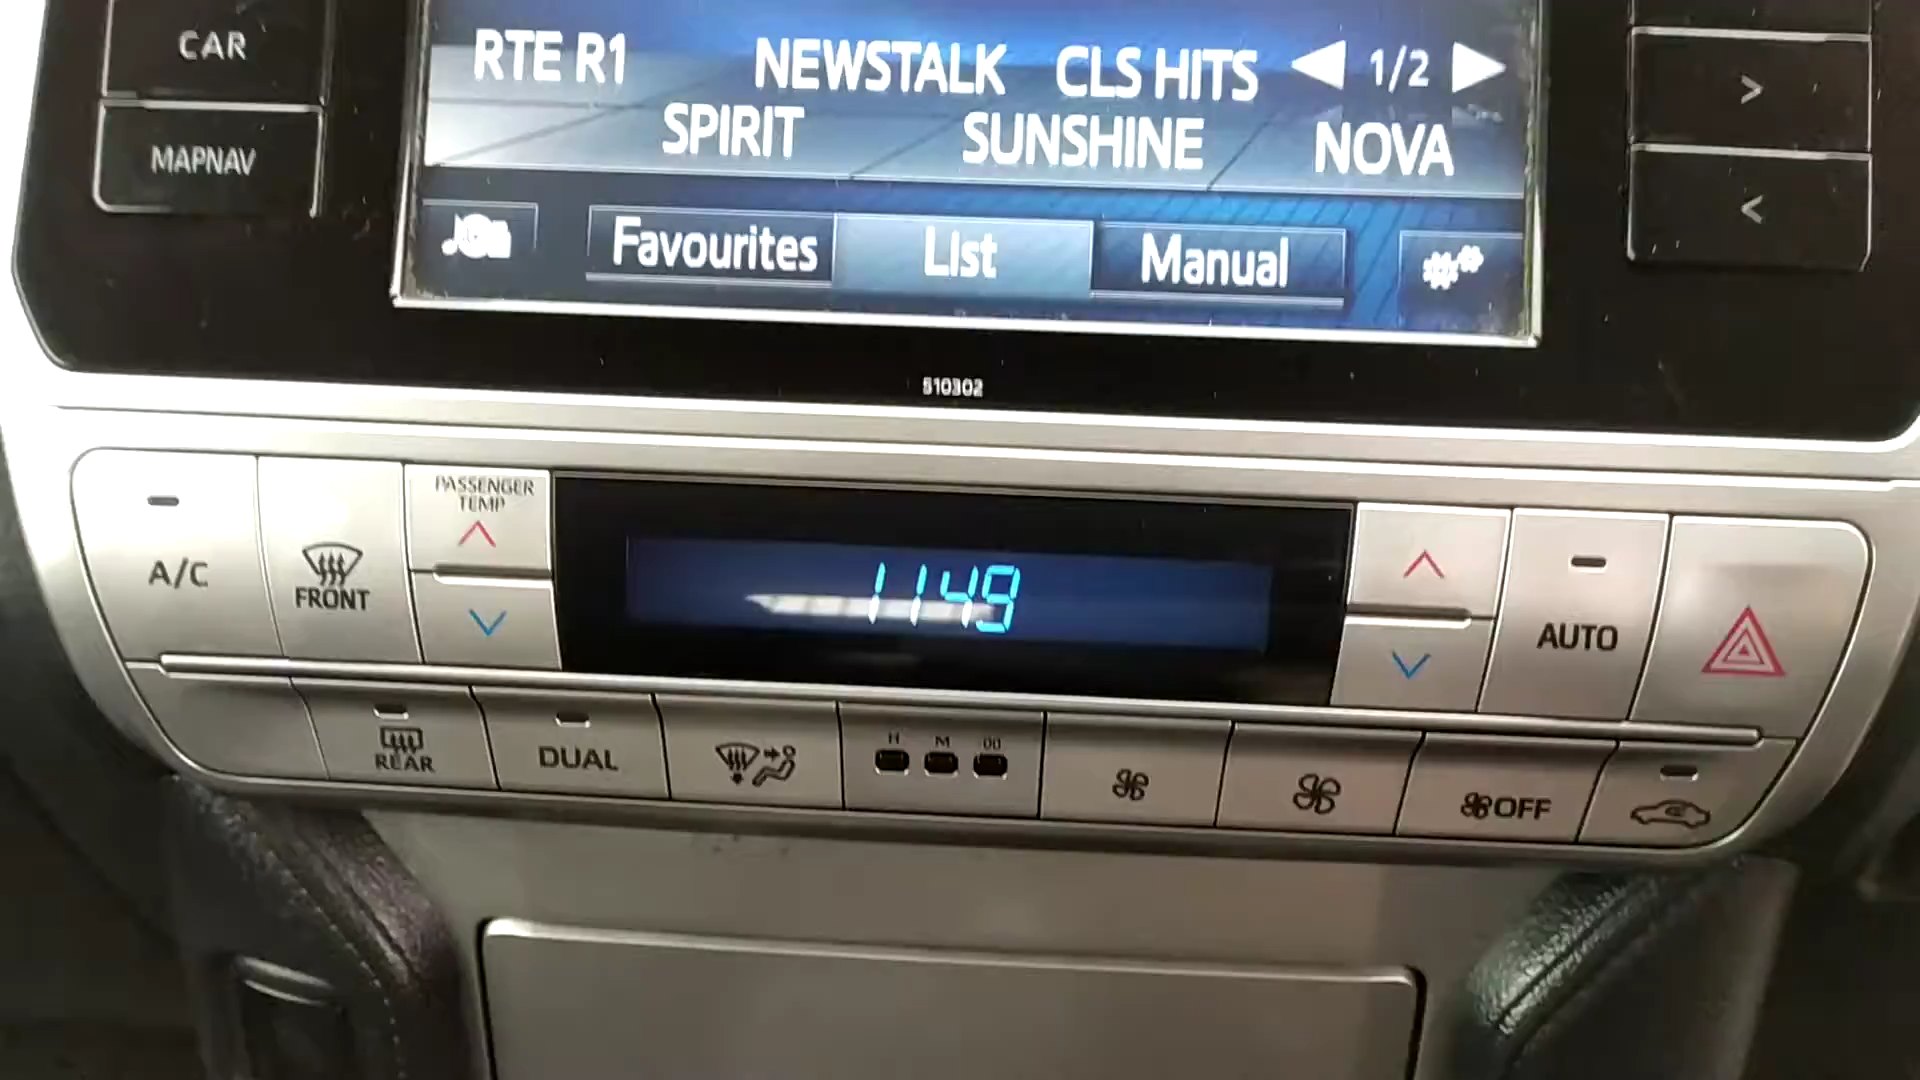 CAR
MAPNAV
RTE R1 NEWSTALK CLS HITS 1/2
SPIRIT SUNSHINE NOVA
Favourites List Manual
>
<
510302
A/C
FRONT
PASSENGER
TEMP
1149
AUTO
REAR
DUAL
H M 00
OFF